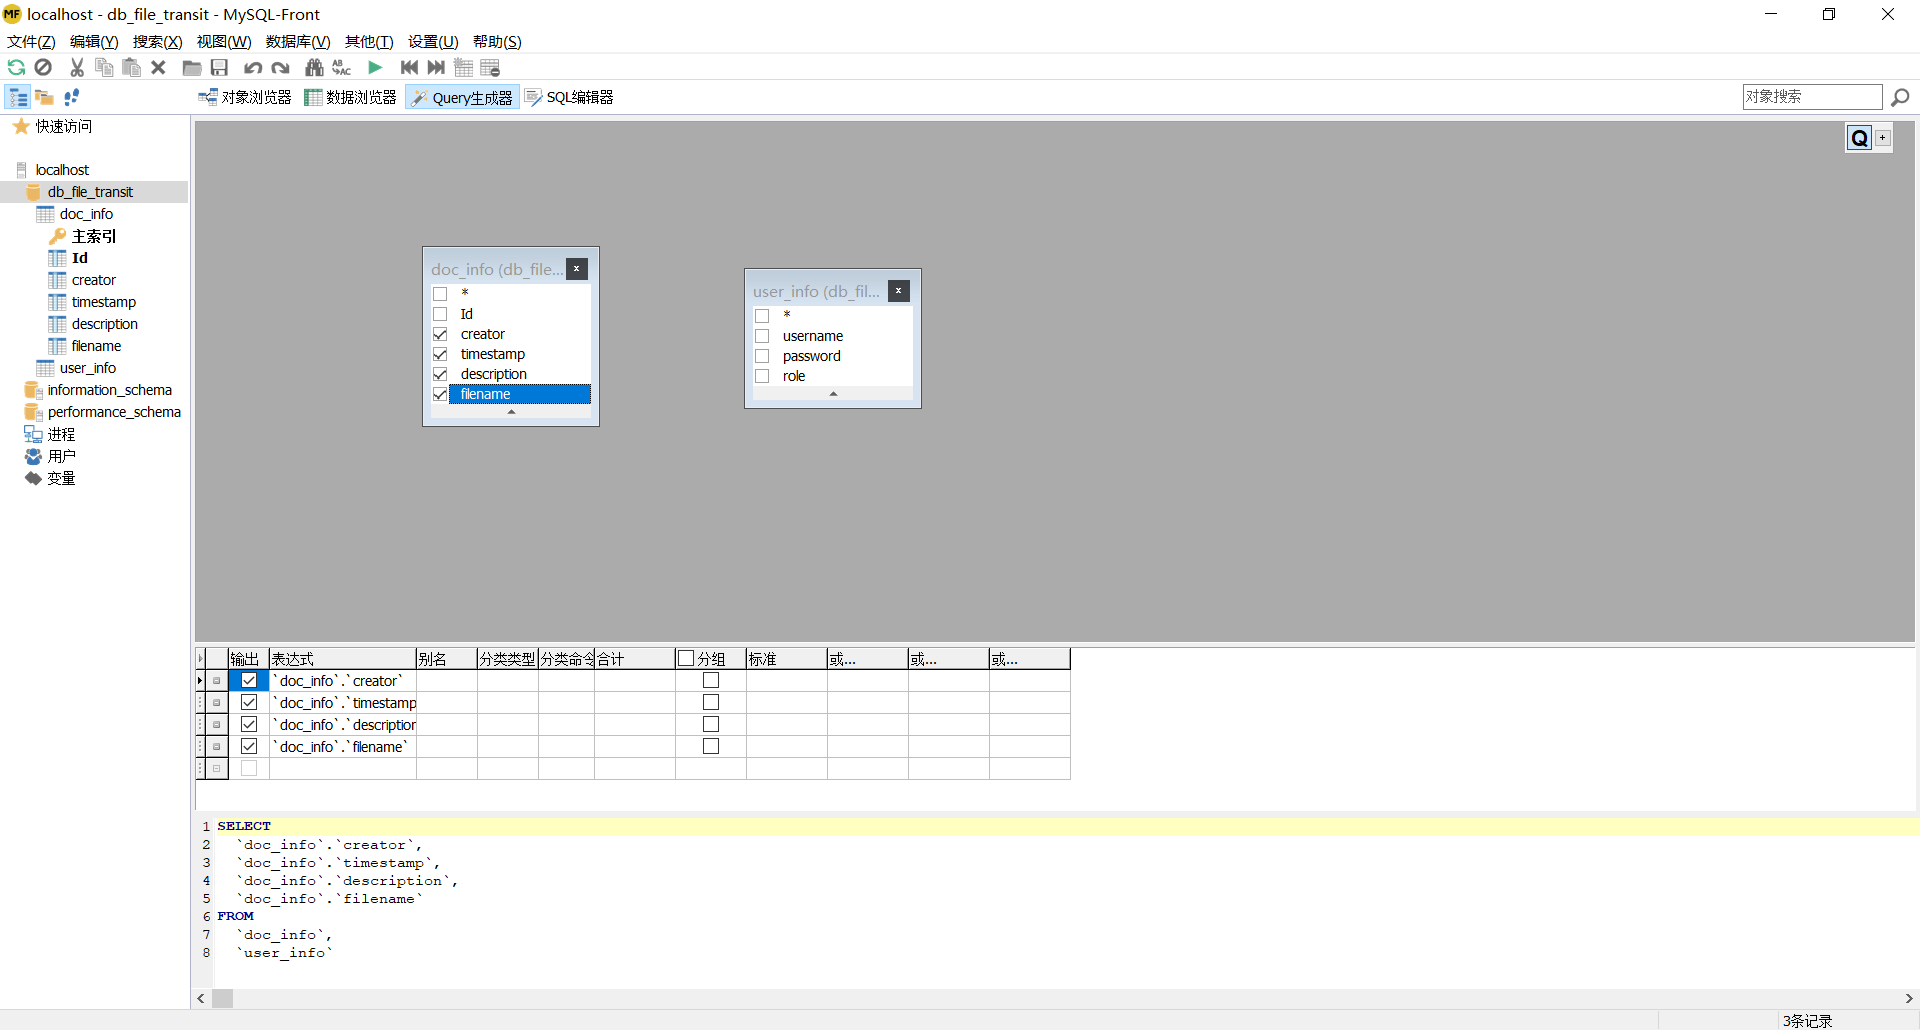 localhost - db_file_transit - MySQL-Front
文件(Z) 编辑(Y) 搜索(X) 视图(W) 数据库(V) 其他(T) 设置(U) 帮助(S)
对象浏览器 数据浏览器 Query生成器 SQL编辑器 对象搜索
快速访问
localhost
db_file_transit
doc_info
主索引
Id
creator
timestamp
description
filename
user_info
information_schema
performance_schema
进程
用户
变量
Q +
doc_info (db_file... x
*
Id
creator
timestamp
description
filename
user_info (db_fil... x
*
username
password
role
输出 表达式 别名 分类类型 分类命令 合计 分组 标准 或... 或... 或...
`doc_info`.`creator`
`doc_info`.`timestamp
`doc_info`.`description
`doc_info`.`filename`
1 SELECT
2 `doc_info`.`creator`,
3 `doc_info`.`timestamp`,
4 `doc_info`.`description`,
5 `doc_info`.`filename`
6 FROM
7 `doc_info`,
8 `user_info`
3条记录